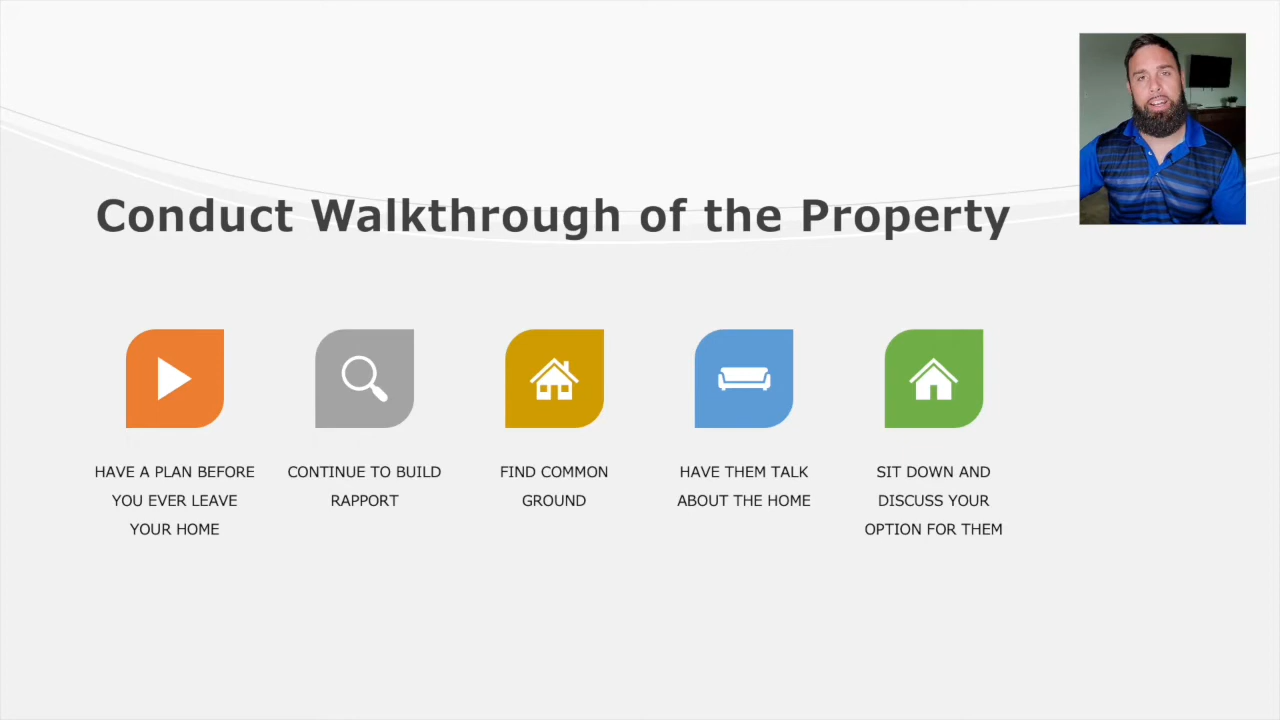 Conduct Walkthrough of the Property
HAVE A PLAN BEFORE
YOU EVER LEAVE
YOUR HOME
CONTINUE TO BUILD
RAPPORT
FIND COMMON
GROUND
HAVE THEM TALK
ABOUT THE HOME
SIT DOWN AND
DISCUSS YOUR
OPTION FOR THEM